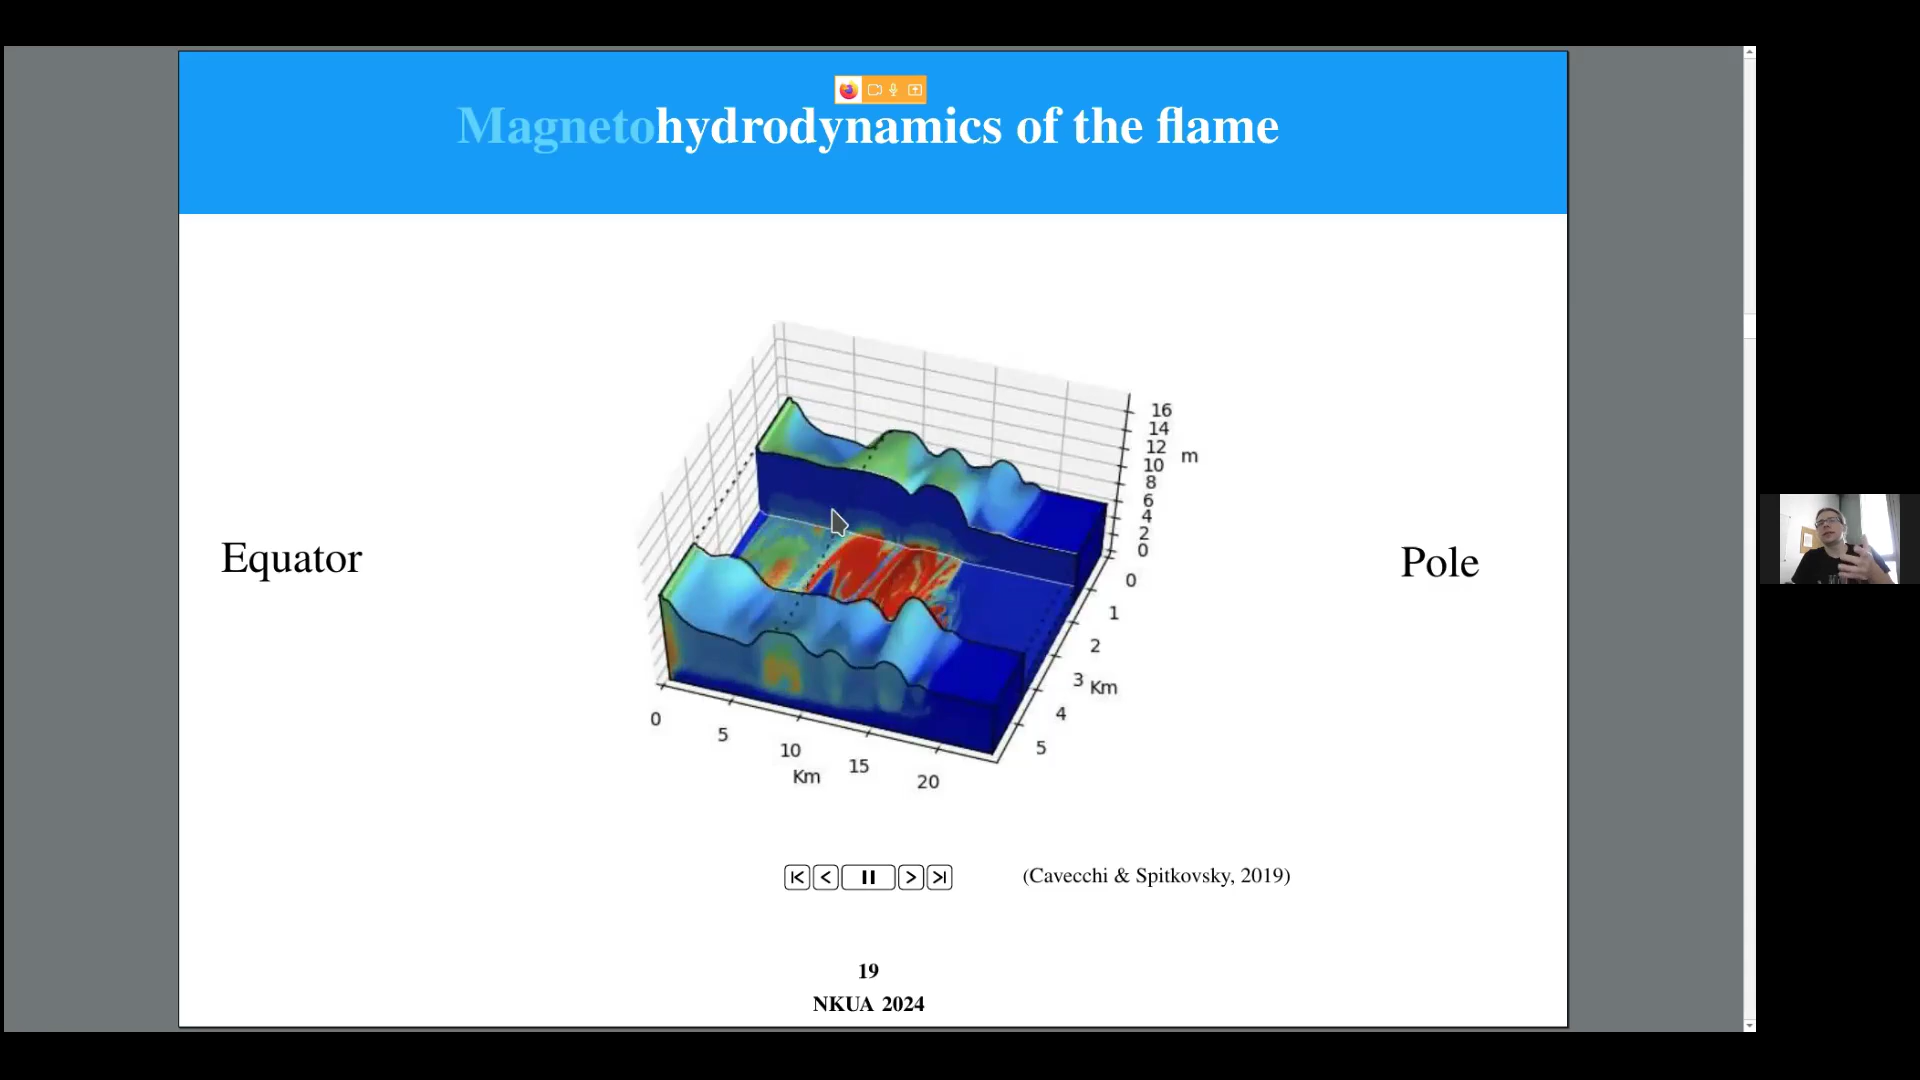 Magnetohydrodynamics of the flame
16
14
12
10
8
6
4
2
0
m
Equator
Pole
0
1
2
3
4
5
Km
0
5
10
15
20
Km
(Cavecchi & Spitkovsky, 2019)
19
NKUA 2024